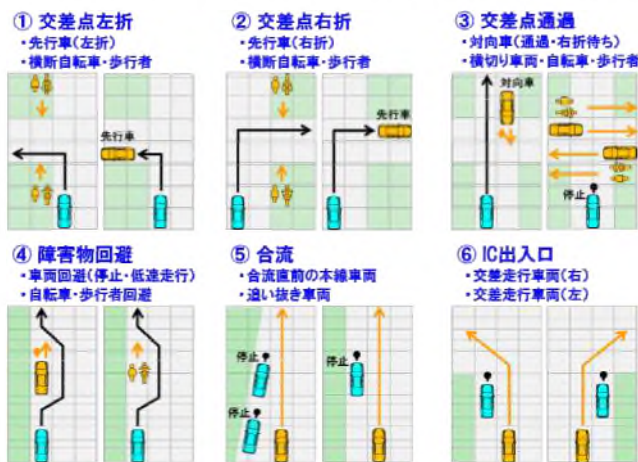 ① 交差点左折
・先行車(左折)
・横断自転車・歩行者
先行車
② 交差点右折
・先行車(右折)
・横断自転車・歩行者
先行車
③ 交差点通過
・対向車(通過・右折待ち)
・横切り車両・自転車・歩行者
対向車
停止
④ 障害物回避
・車両回避(停止・低速走行)
・自転車・歩行者回避
⑤ 合流
・合流直前の本線車両
・追い抜き車両
停止
停止
停止
⑥ IC出入口
・交差走行車両(右)
・交差走行車両(左)